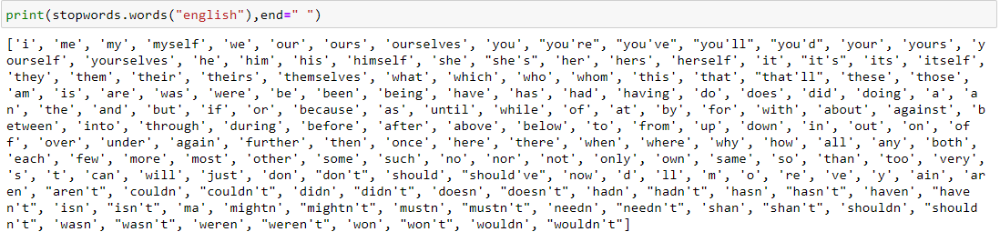 print(stopwords.words("english"),end=" ")
['i', 'me', 'my', 'myself', 'we', 'our', 'ours', 'ourselves', 'you', "you're", "you've", "you'll", "you'd", 'your', 'yours', 'y
ourself', 'yourselves', 'he', 'him', 'his', 'himself', 'she', "she's", 'her', 'hers', 'herself', 'it', "it's", 'its', 'itself',
'they', 'them', 'their', 'theirs', 'themselves', 'what', 'which', 'who', 'whom', 'this', 'that', "that'll", 'these', 'those',
'am', 'is', 'are', 'was', 'were', 'be', 'been', 'being', 'have', 'has', 'had', 'having', 'do', 'does', 'did', 'doing', 'a', 'a
n', 'the', 'and', 'but', 'if', 'or', 'because', 'as', 'until', 'while', 'of', 'at', 'by', 'for', 'with', 'about', 'against', 'b
etween', 'into', 'through', 'during', 'before', 'after', 'above', 'below', 'to', 'from', 'up', 'down', 'in', 'out', 'on', 'of
f', 'over', 'under', 'again', 'further', 'then', 'once', 'here', 'there', 'when', 'where', 'why', 'how', 'all', 'any', 'both',
'each', 'few', 'more', 'most', 'other', 'some', 'such', 'no', 'nor', 'not', 'only', 'own', 'same', 'so', 'than', 'too', 'very',
's', 't', 'can', 'will', 'just', 'don', "don't", 'should', "should've", 'now', 'd', 'll', 'm', 'o', 're', 've', 'y', 'ain', 'ar
en', "aren't", 'couldn', "couldn't", 'didn', "didn't", 'doesn', "doesn't", 'hadn', "hadn't", 'hasn', "hasn't", 'haven', "have
n't", 'isn', "isn't", 'ma', 'mightn', "mightn't", 'mustn', "mustn't", 'needn', "needn't", 'shan', "shan't", 'shouldn', "should
n't", 'wasn', "wasn't", 'weren', "weren't", 'won', "won't", 'wouldn', "wouldn't"]